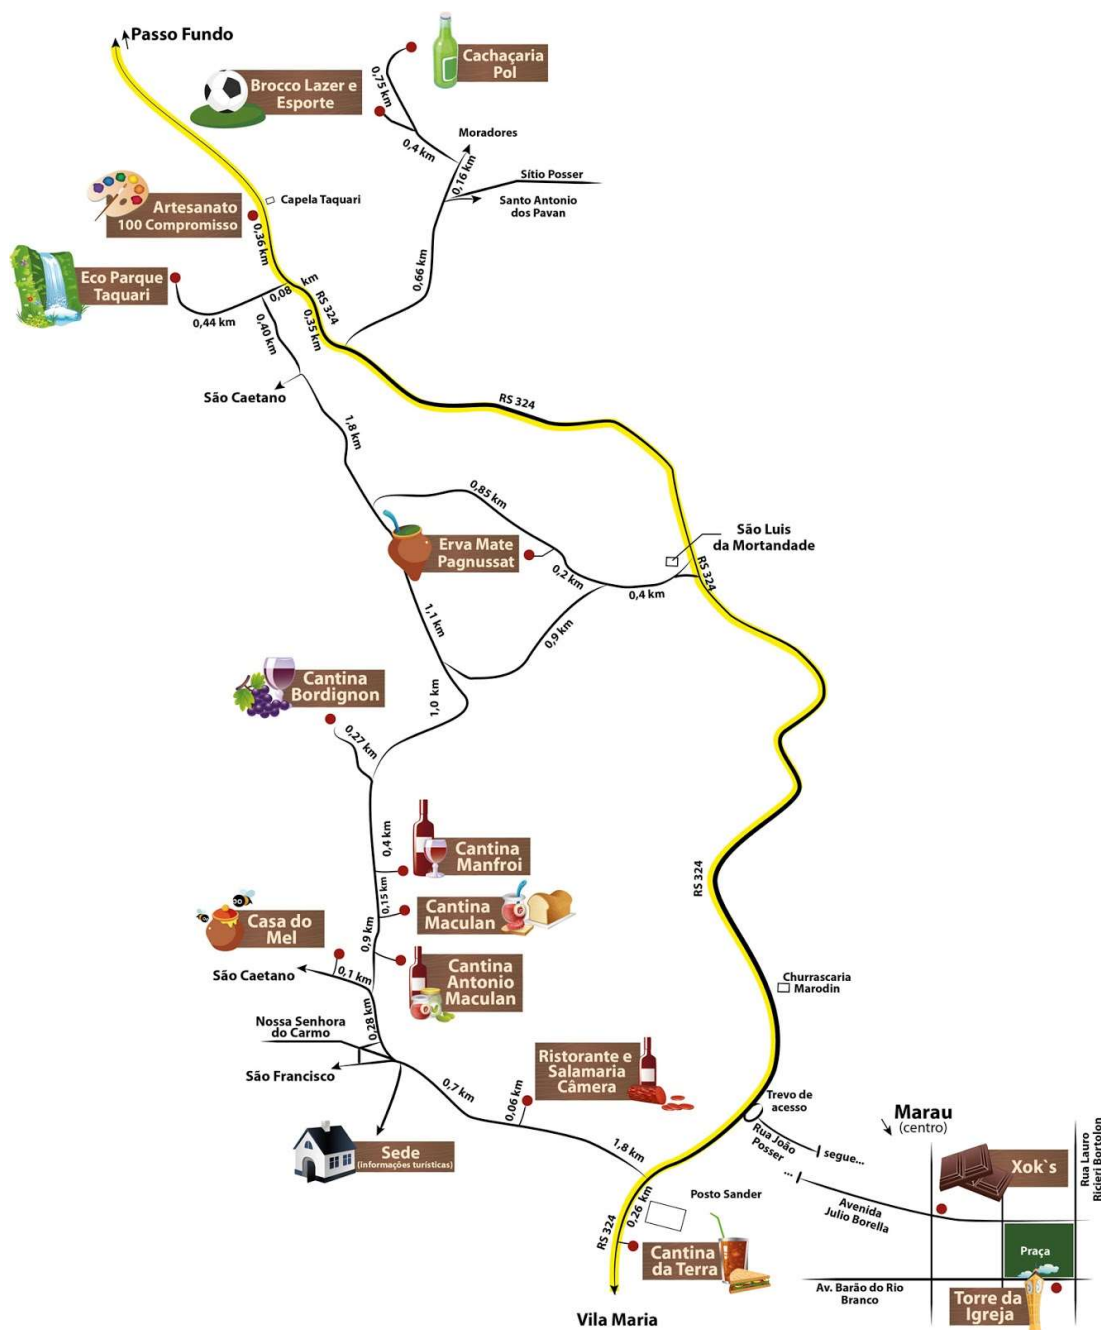 Passo Fundo
Cachaçaria
Pol
0,75 km
Brocco Lazer e
Esporte
0,4 km
Moradores
0,16 km
Sítio Posser
Santo Antonio
dos Pavan
Capela Taquari
Artesanato
100 Compromisso
0,36 km
0,66 km
Eco Parque
Taquari
0,08 km
RS 324
0,35 km
0,44 km
0,40 km
São Caetano
RS 324
1,8 km
0,85 km
São Luis
da Mortandade
Erva Mate
Pagnussat
RS 324
0,2 km
0,4 km
1,1 km
0,9 km
Cantina
Bordignon
1,0 km
0,27 km
0,4 km
Cantina
Manfroi
RS 324
0,15 km
Cantina
Maculan
Casa do
Mel
0,9 km
Cantina
Antonio
Maculan
São Caetano
0,1 km
Churrascaria
Marodin
Nossa Senhora
do Carmo
0,28 km
São Francisco
Ristorante e
Salamaria
Câmera
0,7 km
0,06 km
Trevo de
acesso
Marau
(centro)
Rua João
Posser ...
segue...
Rua Lauro
Ricieri Bortolon
Sede
(informações turísticas)
1,8 km
Xok`s
Posto Sander
0,26 km
RS 324
Avenida
Julio Borella
Cantina
da Terra
Praça
Av. Barão do Rio
Branco
Torre da
Igreja
Vila Maria